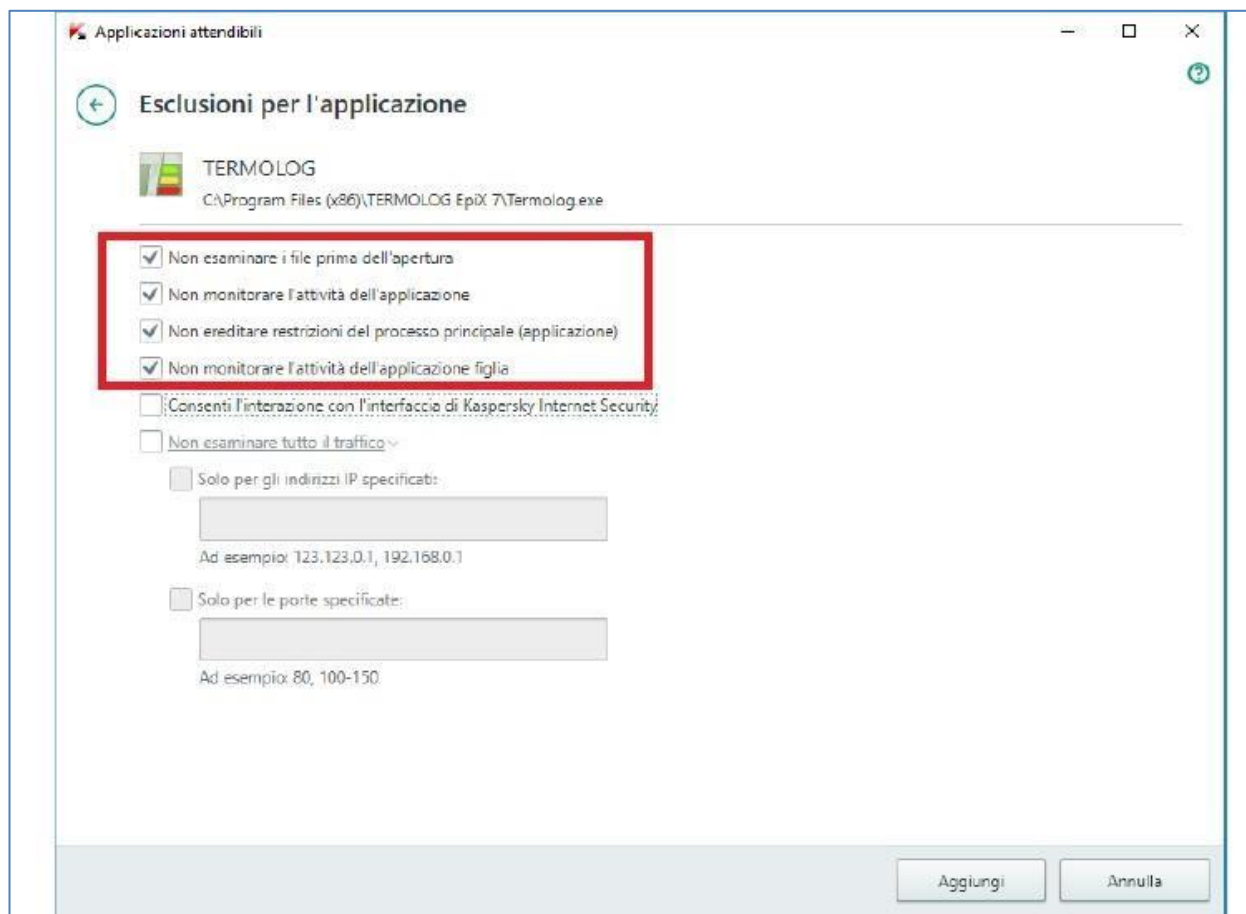 Applicazioni attendibili
Esclusioni per l'applicazione
TERMOLOG
C:\Program Files (x86)\TERMOLOG EpiX 7\Termolog.exe
Non esaminare i file prima dell'apertura
Non monitorare l'attività dell'applicazione
Non ereditare restrizioni del processo principale (applicazione)
Non monitorare l'attività dell'applicazione figlia
Consenti l'interazione con l'interfaccia di Kaspersky Internet Security
Non esaminare tutto il traffico
Solo per gli indirizzi IP specificati:
Ad esempio: 123.123.0.1, 192.168.0.1
Solo per le porte specificate:
Ad esempio: 80, 100-150
Aggiungi
Annulla